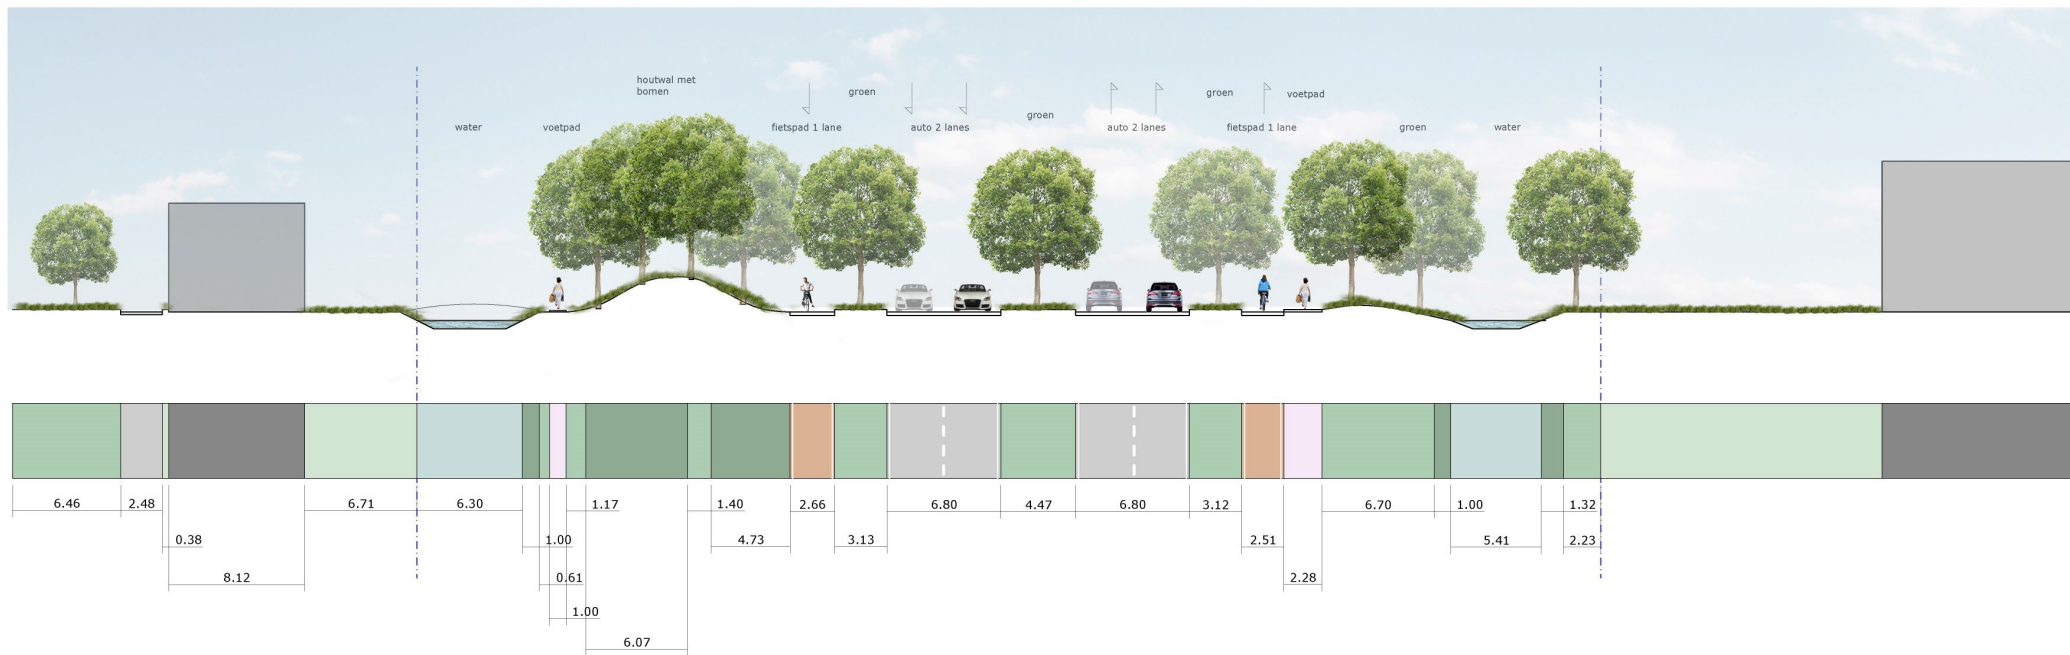 houtwal met
bomen
groen
groen
voetpad
groen
water
voetpad
fietspad 1 lane
auto 2 lanes
auto 2 lanes
fietspad 1 lane
groen
water
6.46
2.48
6.71
6.30
1.17
1.40
2.66
6.80
4.47
6.80
3.12
6.70
1.00
1.32
0.38
1.00
4.73
3.13
2.51
5.41
2.23
8.12
0.61
2.28
1.00
6.07